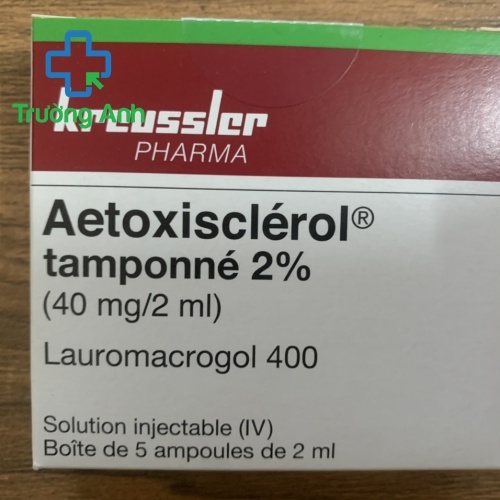 Trường Anh
kreussler
PHARMA
Aetoxisclérol®
tamponné 2%
(40 mg/2 ml)
Lauromacrogol 400
Solution injectable (IV)
Boîte de 5 ampoules de 2 ml